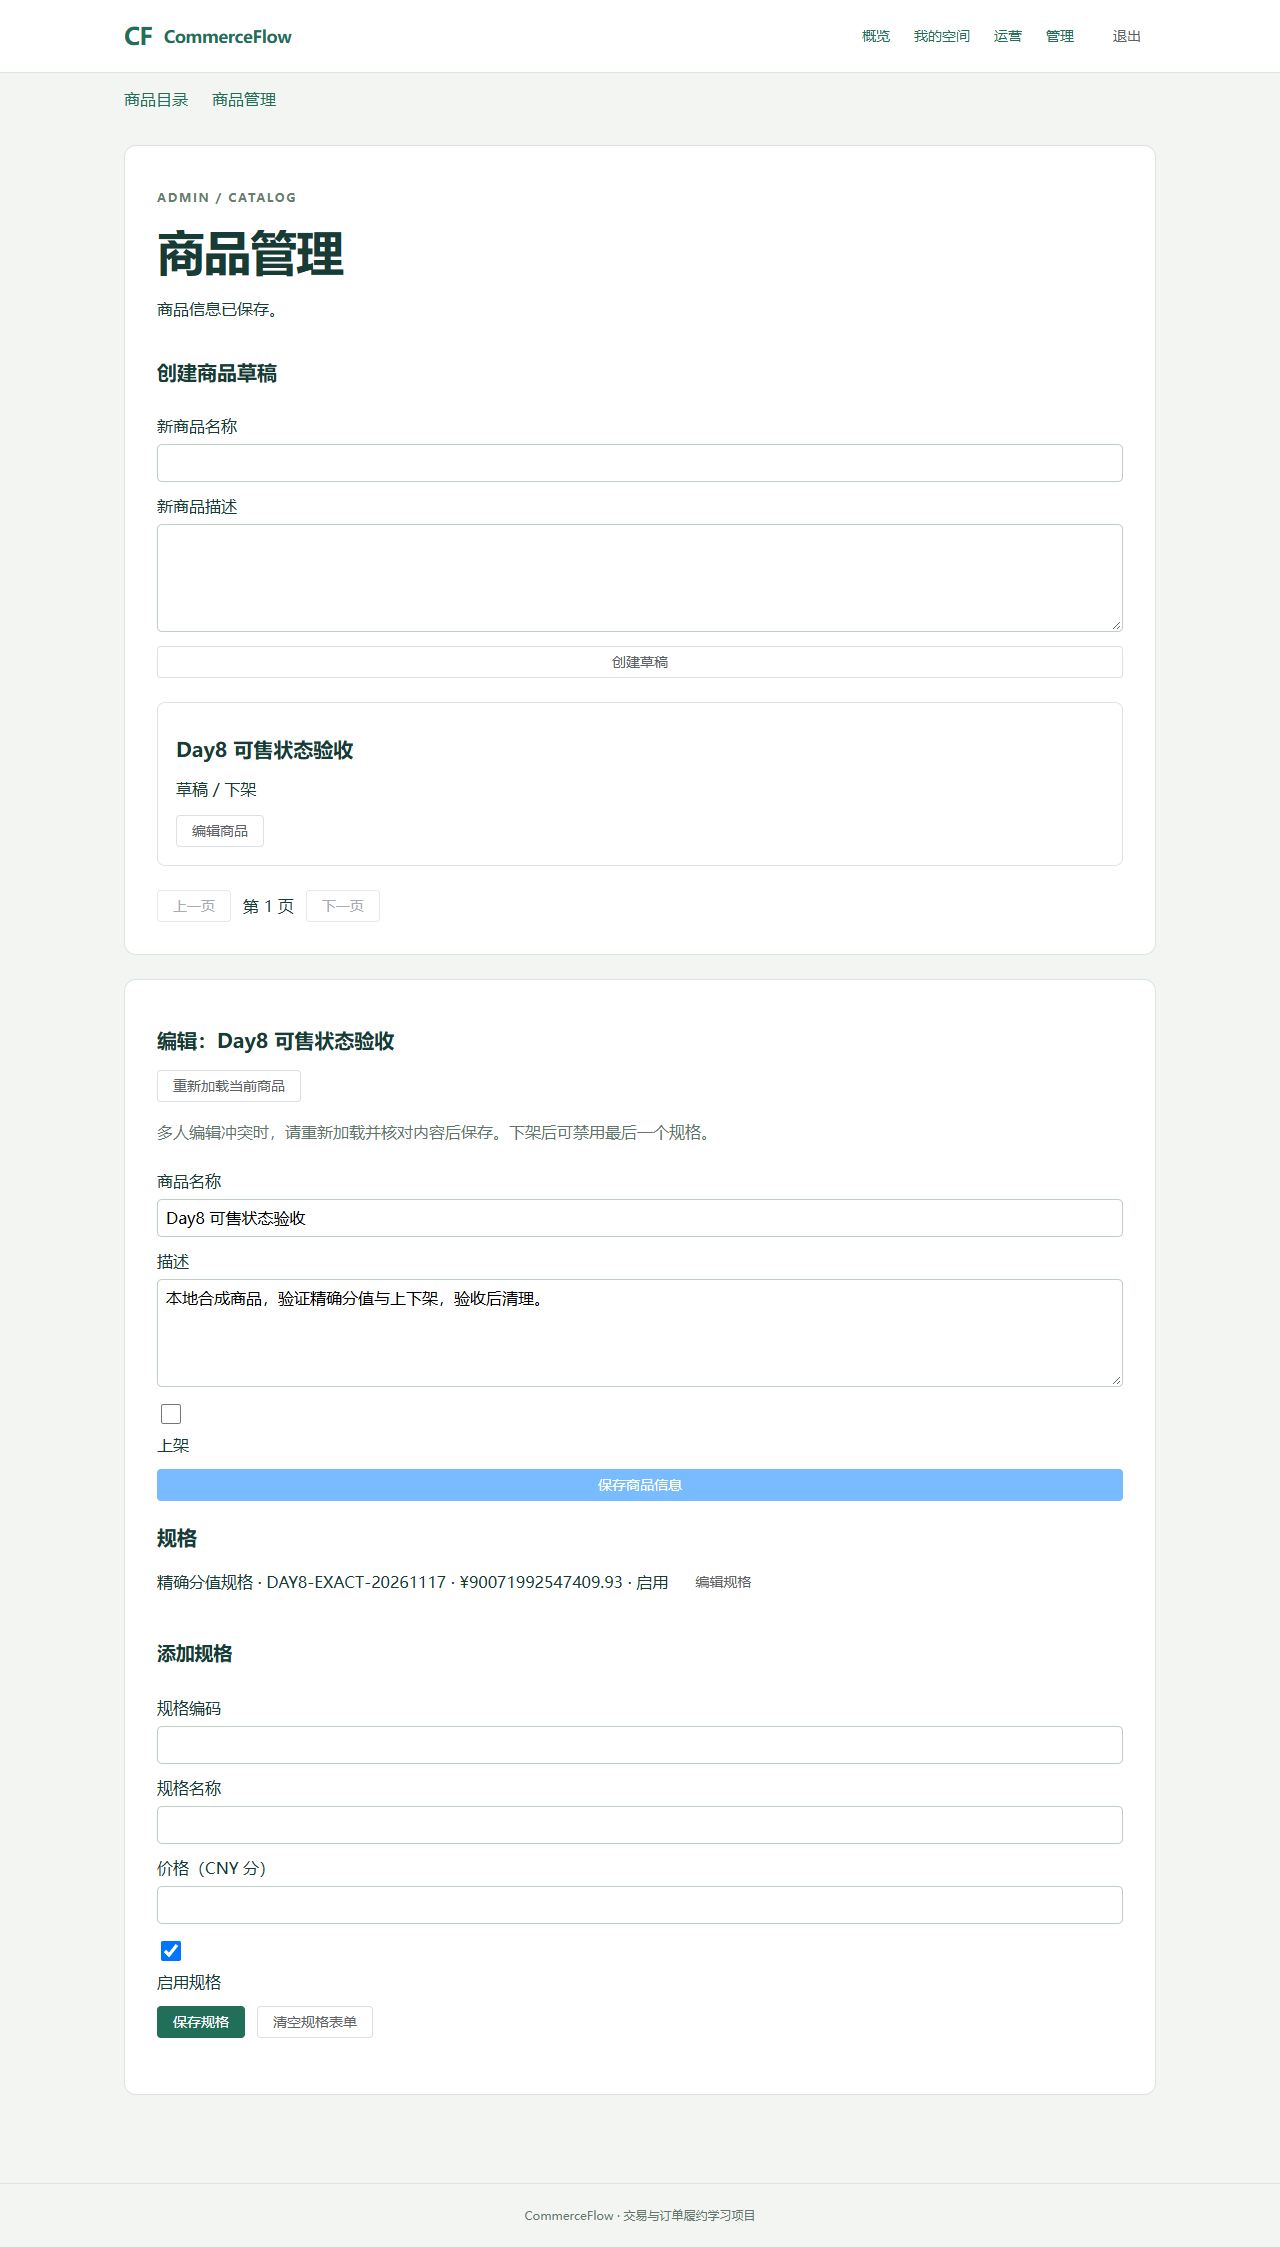 CF CommerceFlow
概览 我的空间 运营 管理 退出
商品目录 商品管理
ADMIN / CATALOG
商品管理
商品信息已保存。
创建商品草稿
新商品名称
新商品描述
创建草稿
Day8 可售状态验收
草稿 / 下架
编辑商品
上一页 第 1 页 下一页
编辑：Day8 可售状态验收
重新加载当前商品
多人编辑冲突时，请重新加载并核对内容后保存。下架后可禁用最后一个规格。
商品名称
Day8 可售状态验收
描述
本地合成商品，验证精确分值与上下架，验收后清理。
上架
保存商品信息
规格
精确分值规格 · DAY8-EXACT-20261117 · ¥90071992547409.93 · 启用 编辑规格
添加规格
规格编码
规格名称
价格（CNY 分）
启用规格
保存规格 清空规格表单
CommerceFlow · 交易与订单履约学习项目